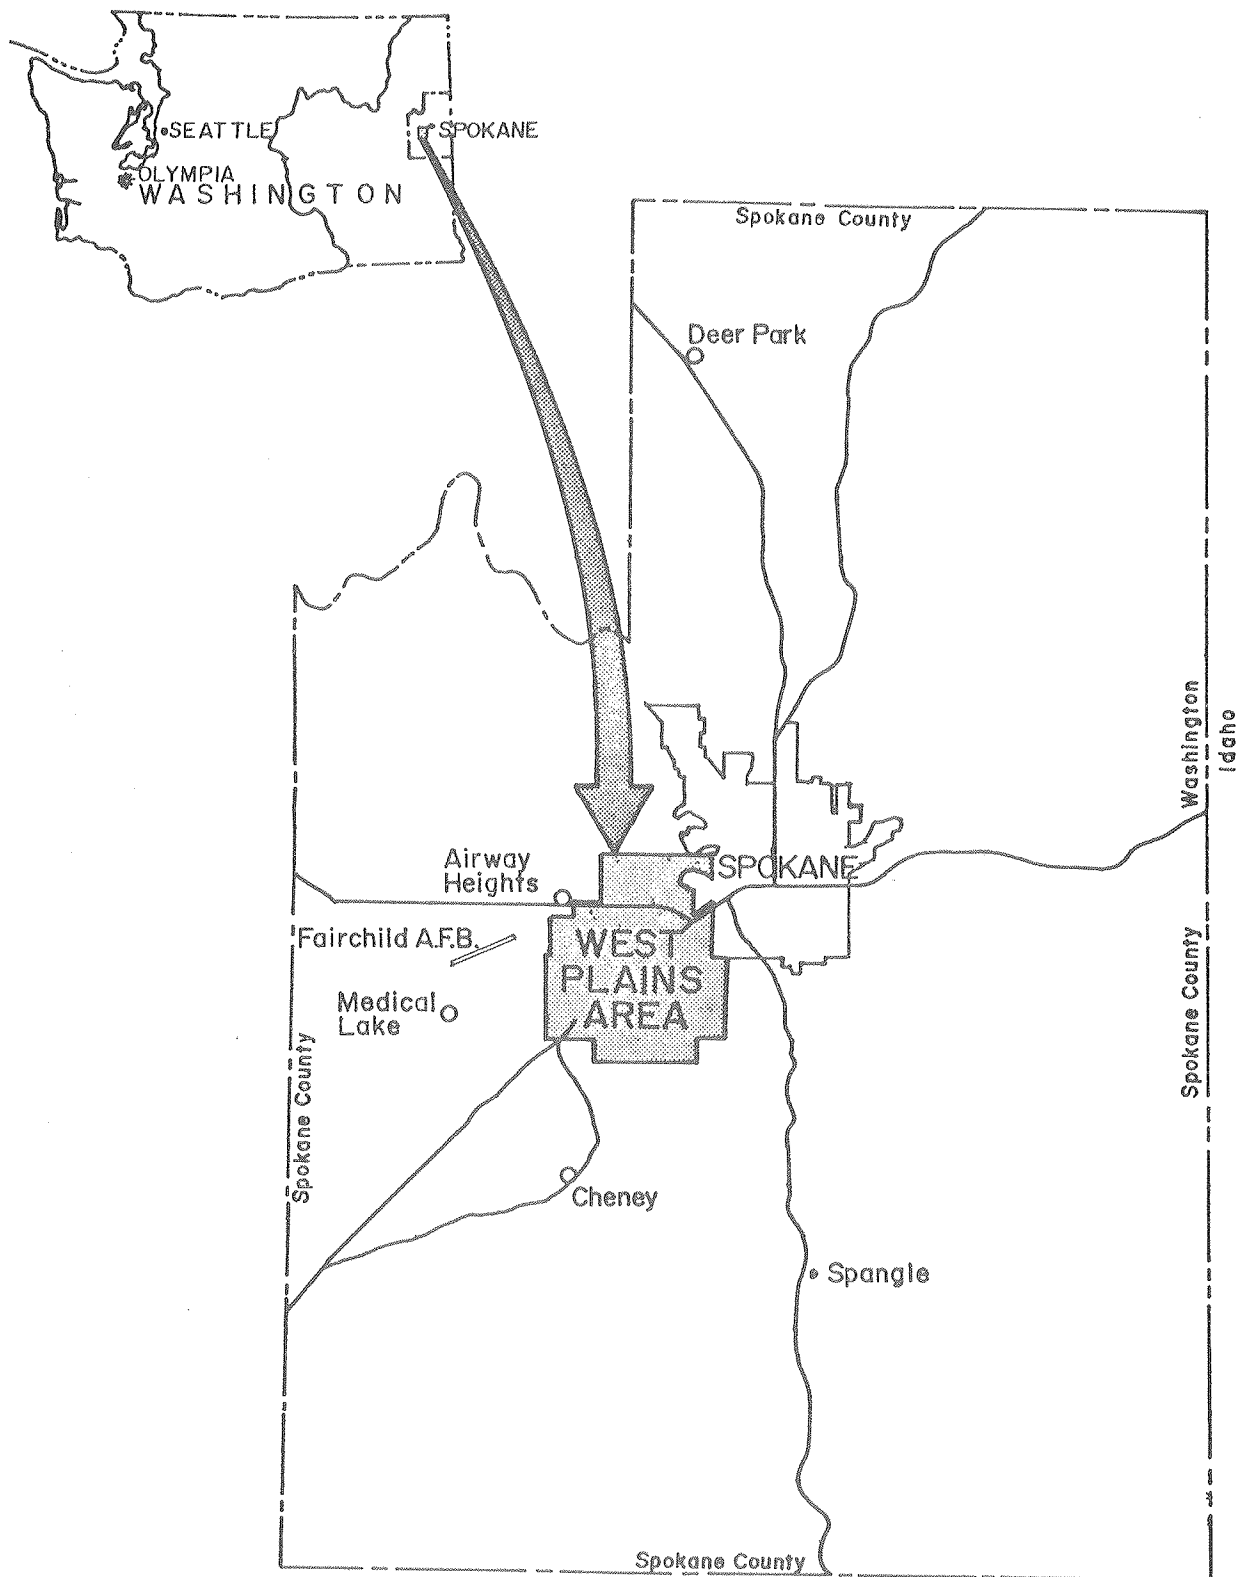 SEATTLE
SPOKANE
OLYMPIA
WASHINGTON
Spokane County
Deer Park
Washington
Idaho
Airway
Heights
SPOKANE
Fairchild A.F.B.
WEST
PLAINS
AREA
Medical
Lake
Spokane County
Spokane County
Cheney
Spangle
Spokane County